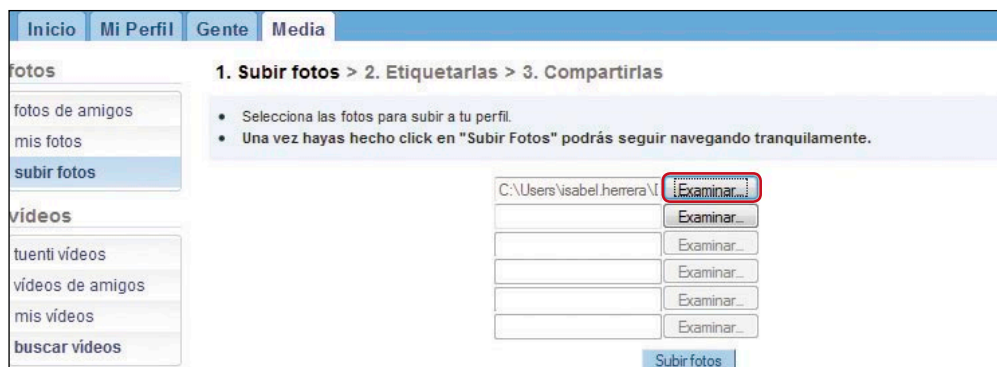 Inicio Mi Perfil Gente Media
fotos
fotos de amigos
mis fotos
subir fotos
vídeos
tuenti vídeos
vídeos de amigos
mis vídeos
buscar vídeos
1. Subir fotos > 2. Etiquetarlas > 3. Compartirlas
• Selecciona las fotos para subir a tu perfil.
• Una vez hayas hecho click en "Subir Fotos" podrás seguir navegando tranquilamente.
C:\Users\isabel.herrera\ Examinar...
Examinar...
Examinar...
Examinar...
Examinar...
Examinar...
Subir fotos